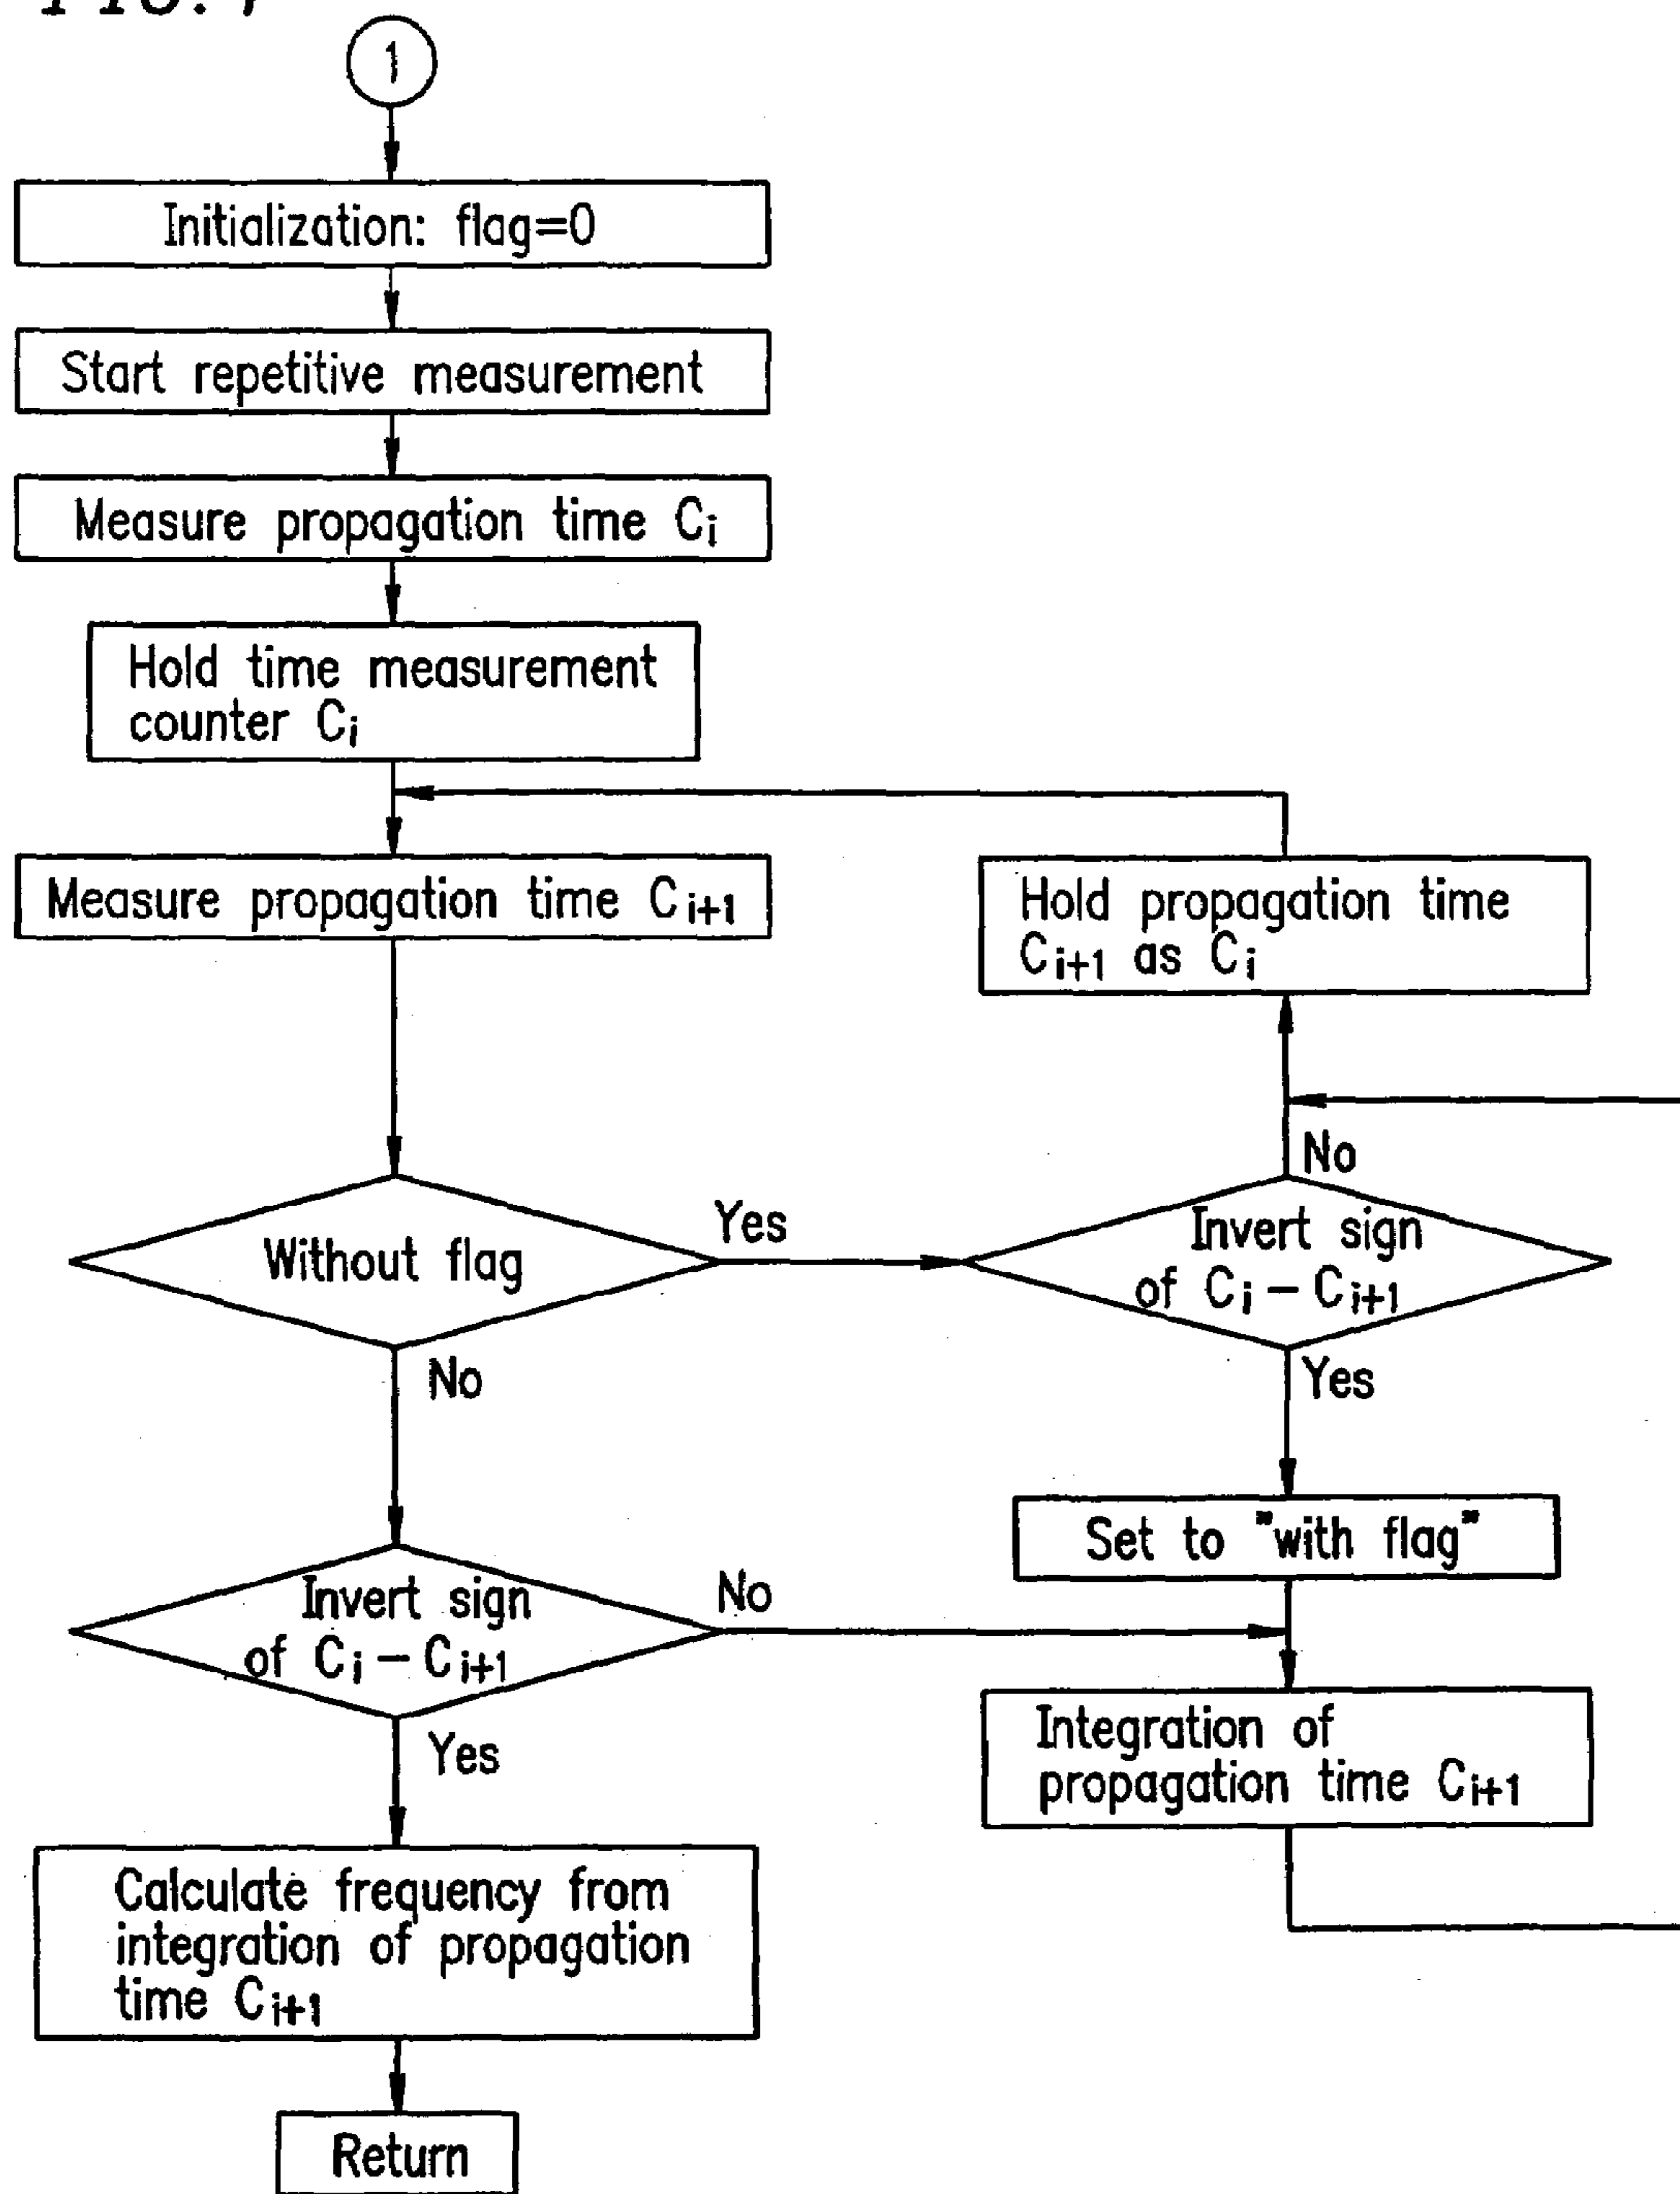 FIG.4
1
Initialization: flag=0
Start repetitive measurement
Measure propagation time Ci
Hold time measurement
counter Ci
Measure propagation time Ci+1
Hold propagation time
Ci+1 as Ci
Without flag
Yes
No
Invert sign
of Ci – Ci+1
No
Yes
Set to "with flag"
Invert sign
of Ci – Ci+1
No
Yes
Integration of
propagation time Ci+1
Calculate frequency from
integration of propagation
time Ci+1
Return